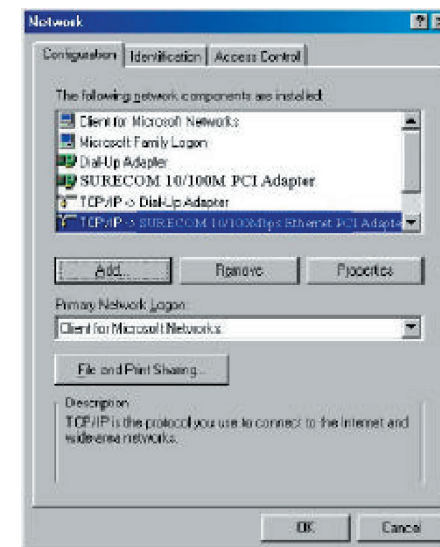 Network
Configuration Identification Access Control
The following network components are installed:
Client for Microsoft Networks
Microsoft Family Logon
Dial-Up Adapter
SURECOM 10/100M PCI Adapter
TCP/IP -> Dial-Up Adapter
TCP/IP -> SURECOM 10/100Mbps Ethernet PCI Adapte
Add...
Remove
Properties
Primary Network Logon:
Client for Microsoft Networks
File and Print Sharing...
Description
TCP/IP is the protocol you use to connect to the Internet and
wide-area networks.
OK
Cancel